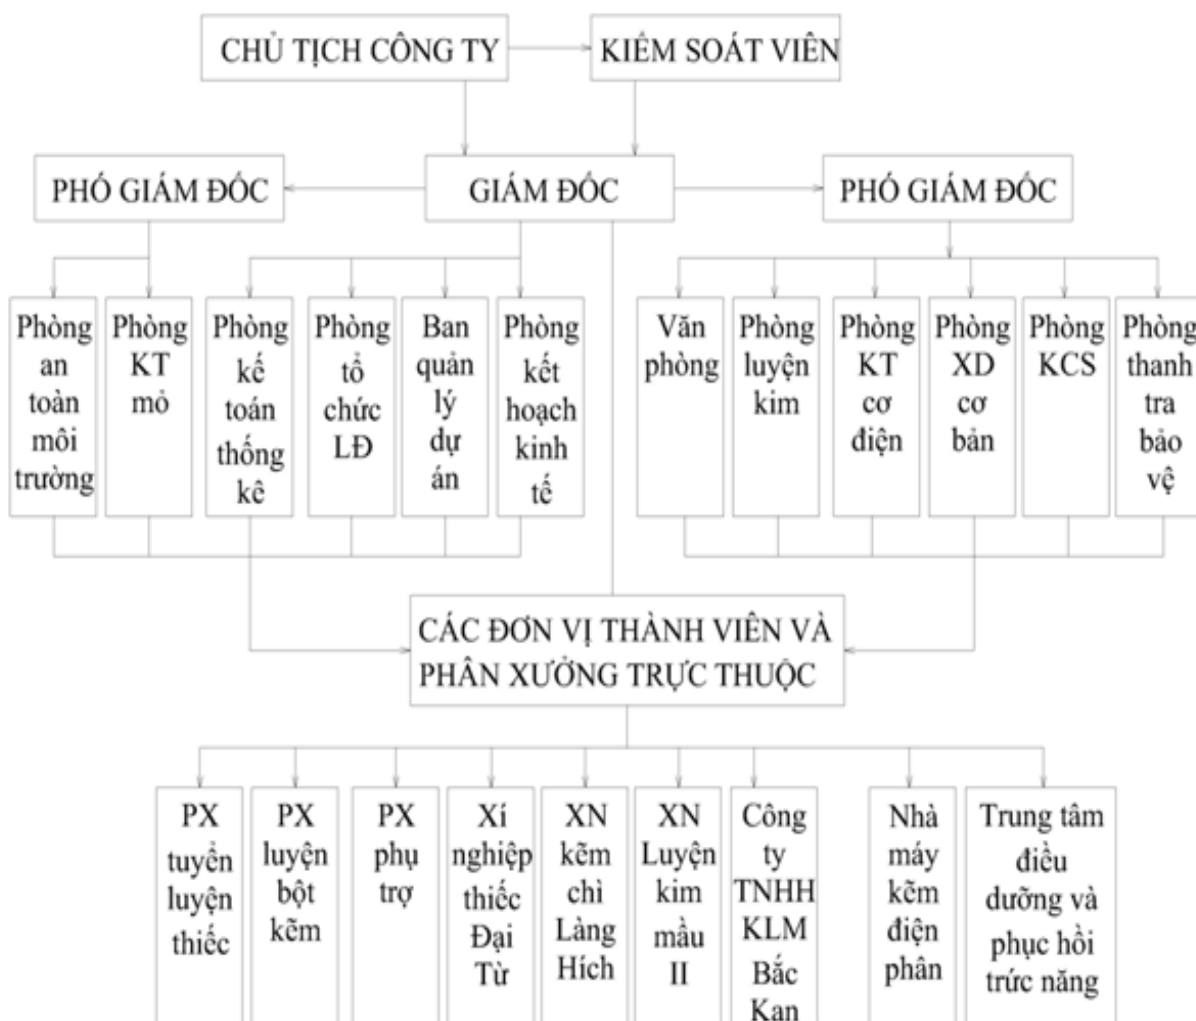 CHỦ TỊCH CÔNG TY
KIỂM SOÁT VIÊN
PHÓ GIÁM ĐỐC
GIÁM ĐỐC
PHÓ GIÁM ĐỐC
Phòng
an
toàn
môi
trường
Phòng
KT
mỏ
Phòng
kế
toán
thống
kê
Phòng
tổ
chức
LĐ
Ban
quản
lý
dự
án
Phòng
kết
hoạch
kinh
tế
Văn
phòng
Phòng
luyện
kim
Phòng
KT
cơ
điện
Phòng
XD
cơ
bản
Phòng
KCS
Phòng
thanh
tra
bảo
vệ
CÁC ĐƠN VỊ THÀNH VIÊN VÀ
PHÂN XƯỞNG TRỰC THUỘC
PX
tuyển
luyện
thiếc
PX
luyện
bột
kẽm
PX
phụ
trợ
Xí
nghiệp
thiếc
Đại
Từ
XN
kẽm
chì
Làng
Hích
XN
Luyện
kim
mầu
II
Công
ty
TNHH
KLM
Bắc
Kạn
Nhà
máy
kẽm
điện
phân
Trung tâm
điều
dưỡng và
phục hồi
trức năng